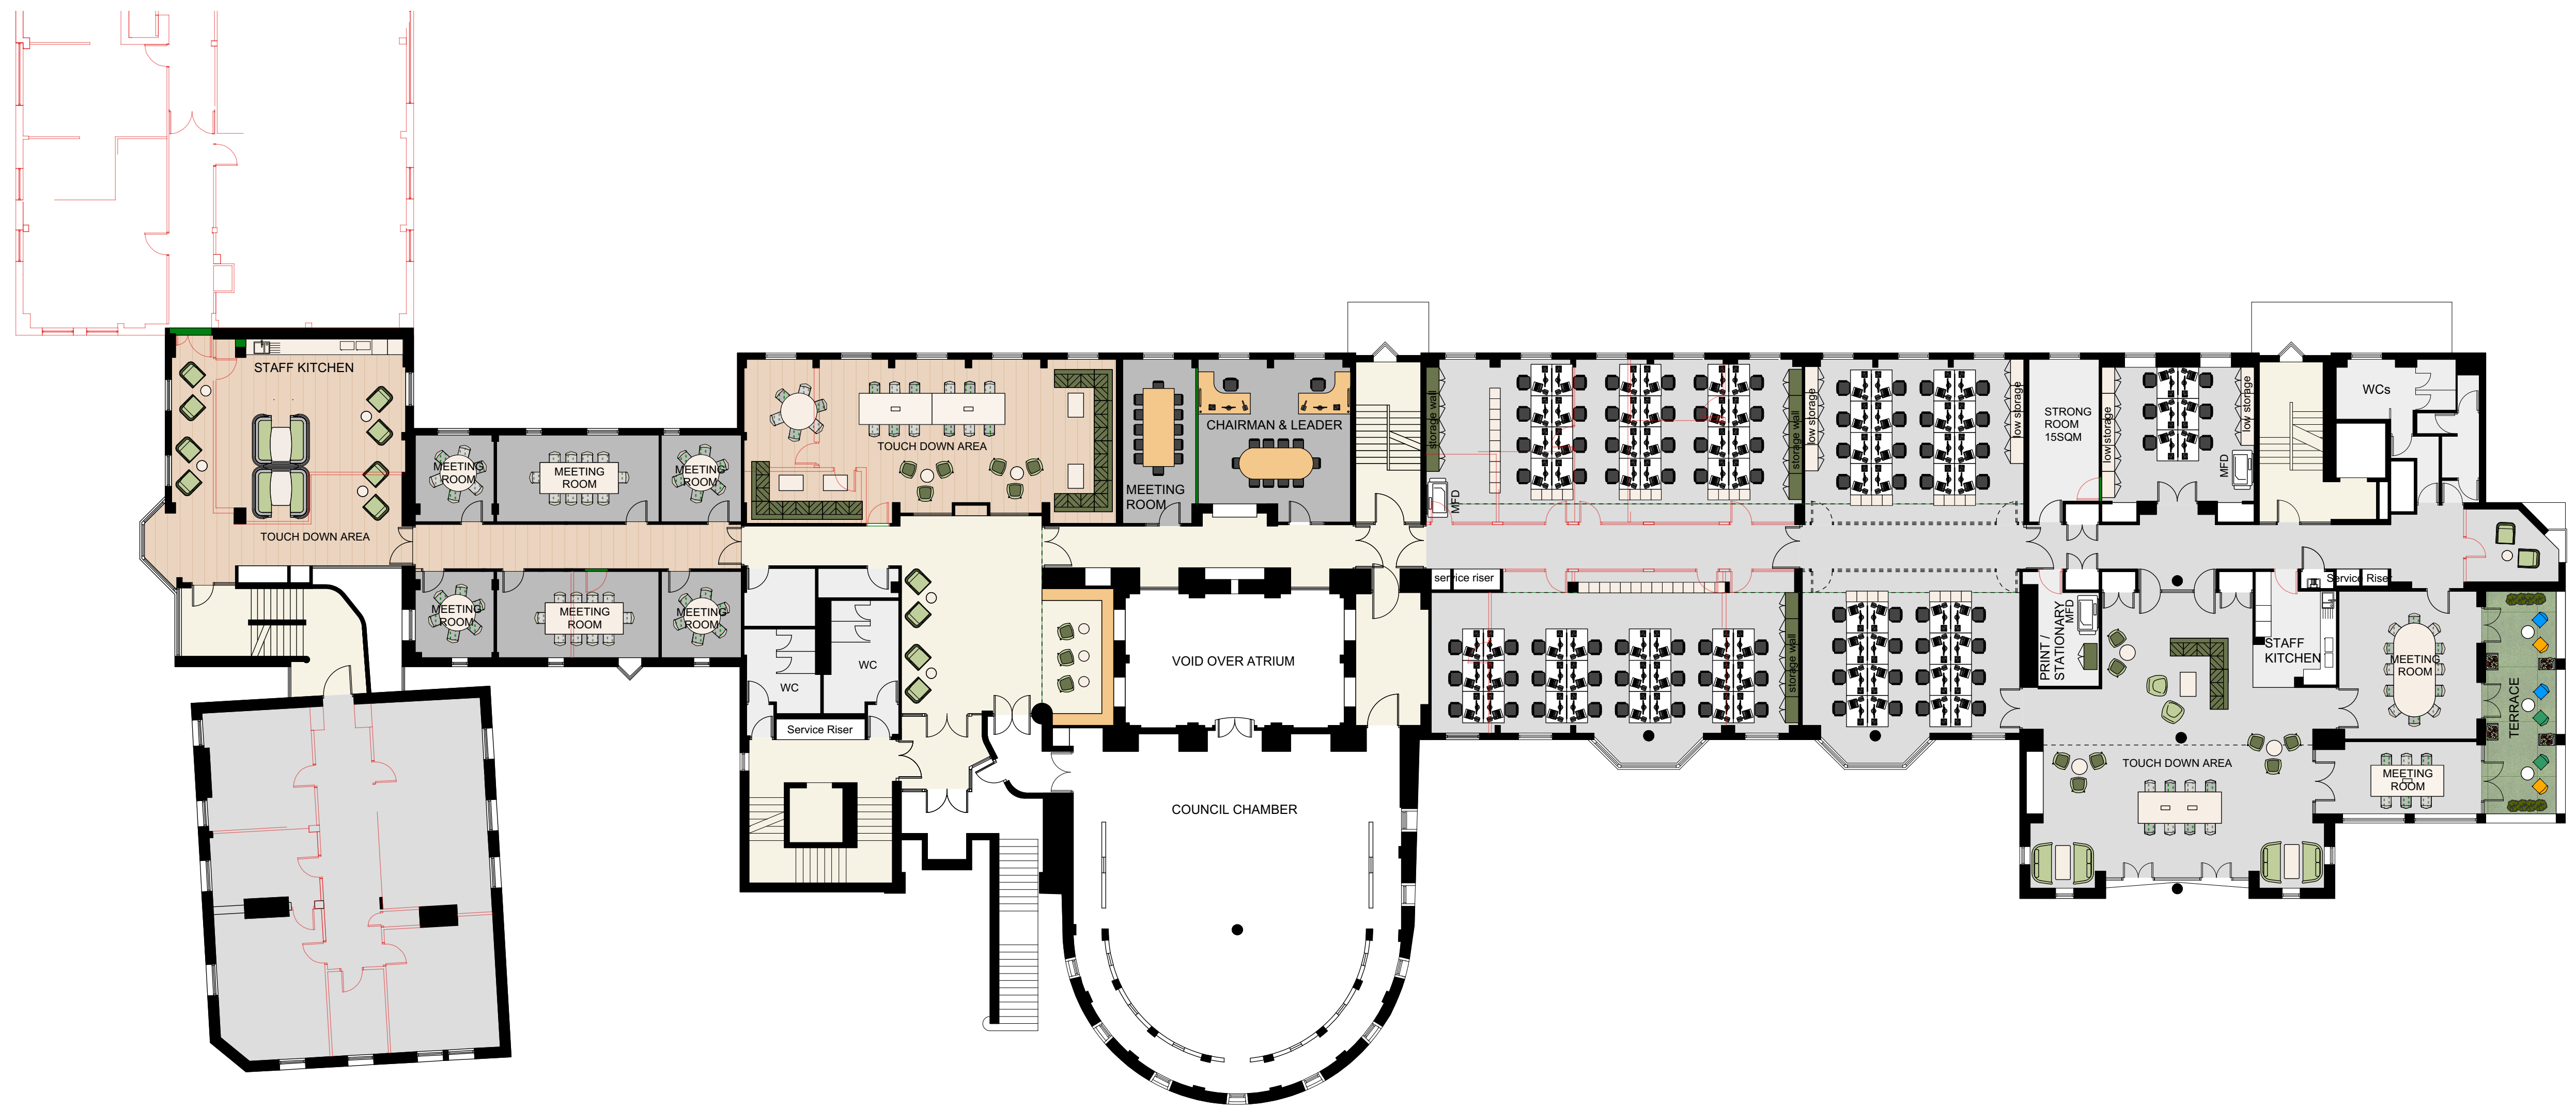 STAFF KITCHEN
TOUCH DOWN AREA
MEETING
ROOM
MEETING
ROOM
MEETING
ROOM
MEETING
ROOM
MEETING
ROOM
MEETING
ROOM
TOUCH DOWN AREA
MEETING
ROOM
CHAIRMAN & LEADER
WC
WC
Service Riser
VOID OVER ATRIUM
COUNCIL CHAMBER
storage wall
MFD
storage wall
service riser
storage wall
low storage
low storage
STRONG
ROOM
15SQM
low storage
low storage
MFD
WCs
Service Riser
PRINT /
STATIONARY
MFD
STAFF
KITCHEN
MEETING
ROOM
TERRACE
TOUCH DOWN AREA
MEETING
ROOM